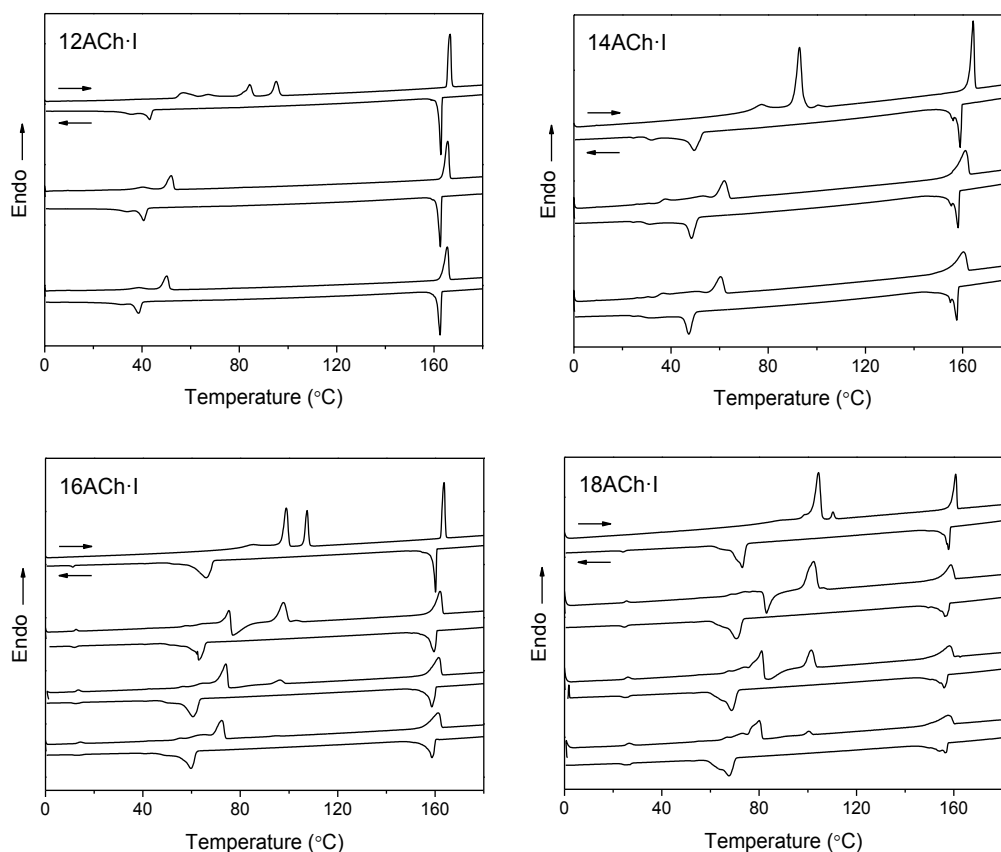 12ACh·I
Endo
0 40 80 120 160
Temperature (°C)
14ACh·I
Endo
0 40 80 120 160
Temperature (°C)
16ACh·I
Endo
0 40 80 120 160
Temperature (°C)
18ACh·I
Endo
0 40 80 120 160
Temperature (°C)